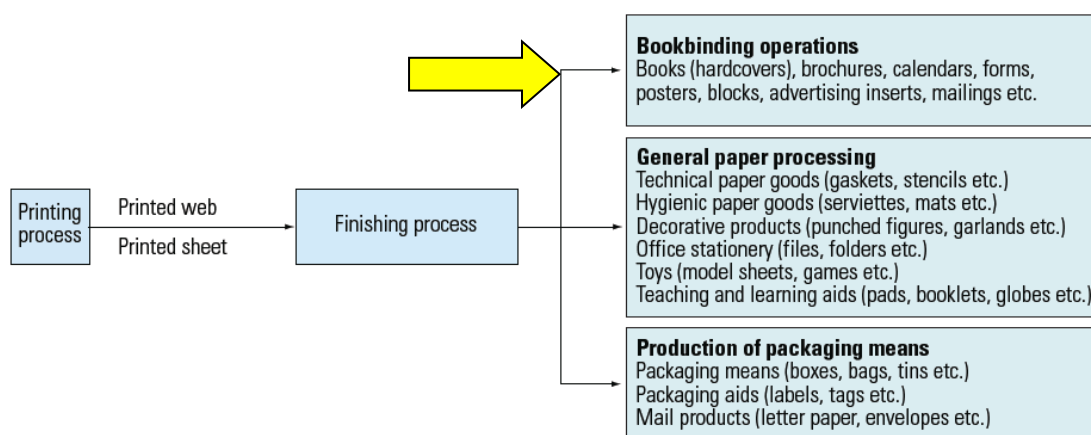 Bookbinding operations
Books (hardcovers), brochures, calendars, forms,
posters, blocks, advertising inserts, mailings etc.
General paper processing
Technical paper goods (gaskets, stencils etc.)
Hygienic paper goods (serviettes, mats etc.)
Decorative products (punched figures, garlands etc.)
Office stationery (files, folders etc.)
Toys (model sheets, games etc.)
Teaching and learning aids (pads, booklets, globes etc.)
Printing
process
Printed web
Printed sheet
Finishing process
Production of packaging means
Packaging means (boxes, bags, tins etc.)
Packaging aids (labels, tags etc.)
Mail products (letter paper, envelopes etc.)